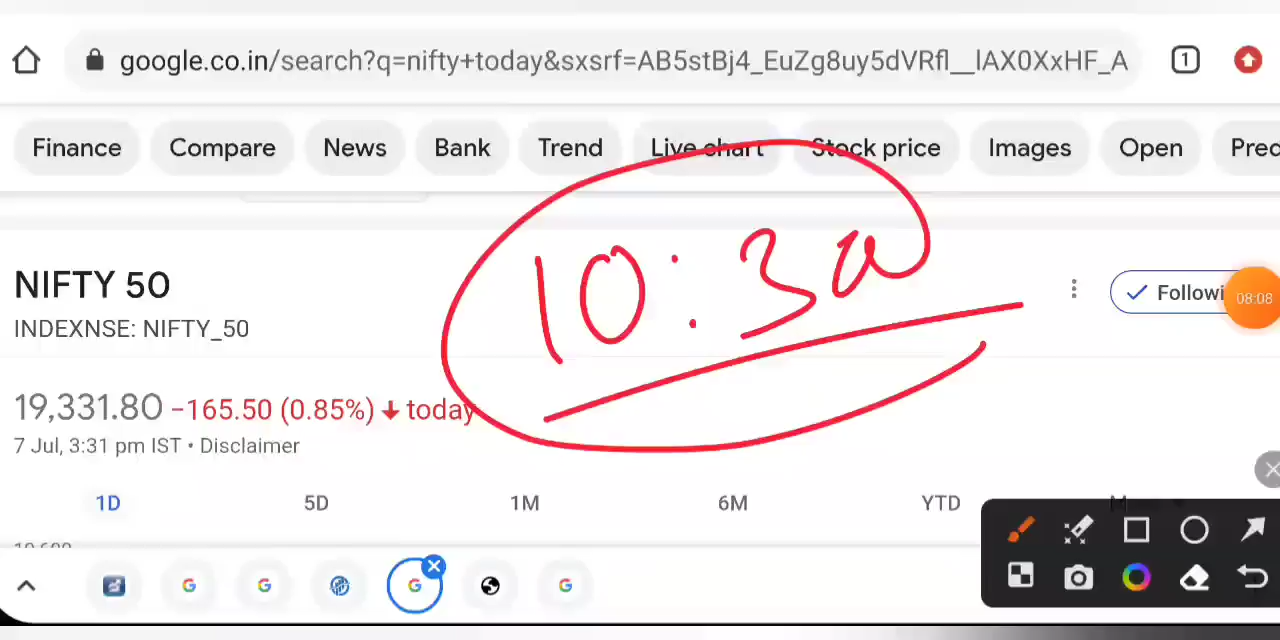 google.co.in/search?q=nifty+today&sxsrf=AB5stBj4_EuZg8uy5dVRfl__lAX0XxHF_A
1
Finance Compare News Bank Trend Live chart Stock price Images Open Pred
10:30
NIFTY 50
INDEXNSE: NIFTY_50
Followi
08:08
19,331.80 −165.50 (0.85%) ↓ today
7 Jul, 3:31 pm IST • Disclaimer
1D 5D 1M 6M YTD